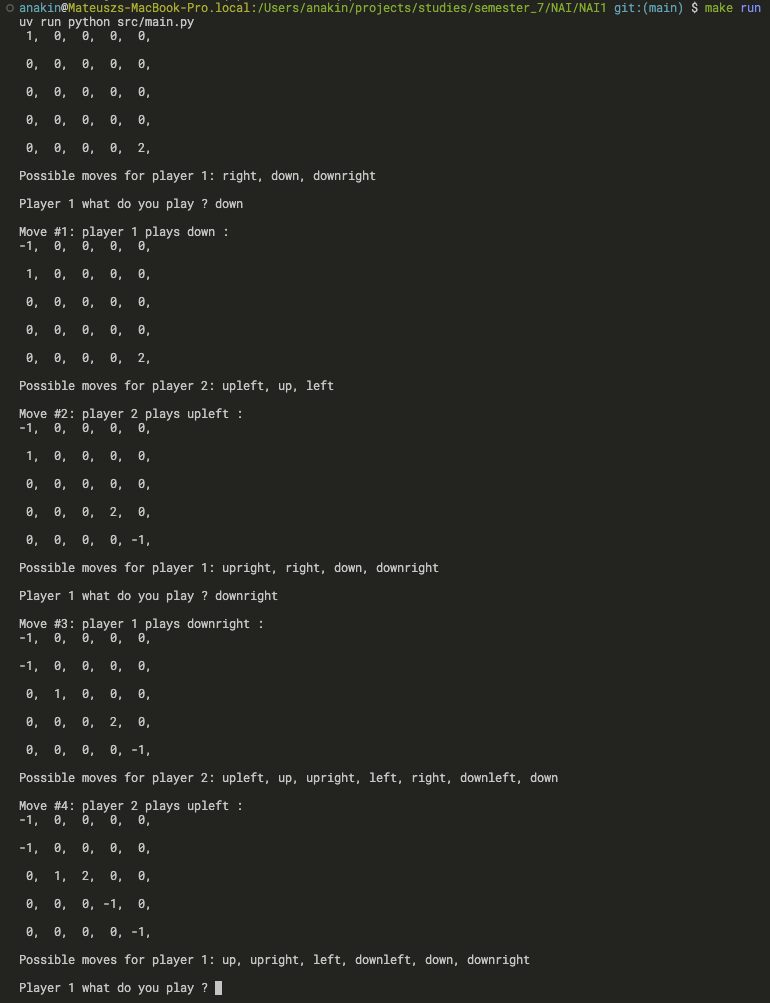 anakin@Mateuszs-MacBook-Pro.local:/Users/anakin/projects/studies/semester_7/NAI/NAI1 git:(main) $ make run
uv run python src/main.py
1, 0, 0, 0, 0,
0, 0, 0, 0, 0,
0, 0, 0, 0, 0,
0, 0, 0, 0, 0,
0, 0, 0, 0, 2,
Possible moves for player 1: right, down, downright
Player 1 what do you play ? down
Move #1: player 1 plays down :
-1, 0, 0, 0, 0,
1, 0, 0, 0, 0,
0, 0, 0, 0, 0,
0, 0, 0, 0, 0,
0, 0, 0, 0, 2,
Possible moves for player 2: upleft, up, left
Move #2: player 2 plays upleft :
-1, 0, 0, 0, 0,
1, 0, 0, 0, 0,
0, 0, 0, 0, 0,
0, 0, 0, 2, 0,
0, 0, 0, 0, -1,
Possible moves for player 1: upright, right, down, downright
Player 1 what do you play ? downright
Move #3: player 1 plays downright :
-1, 0, 0, 0, 0,
-1, 0, 0, 0, 0,
0, 1, 0, 0, 0,
0, 0, 0, 2, 0,
0, 0, 0, 0, -1,
Possible moves for player 2: upleft, up, upright, left, right, downleft, down
Move #4: player 2 plays upleft :
-1, 0, 0, 0, 0,
-1, 0, 0, 0, 0,
0, 1, 2, 0, 0,
0, 0, 0, -1, 0,
0, 0, 0, 0, -1,
Possible moves for player 1: up, upright, left, downleft, down, downright
Player 1 what do you play ?